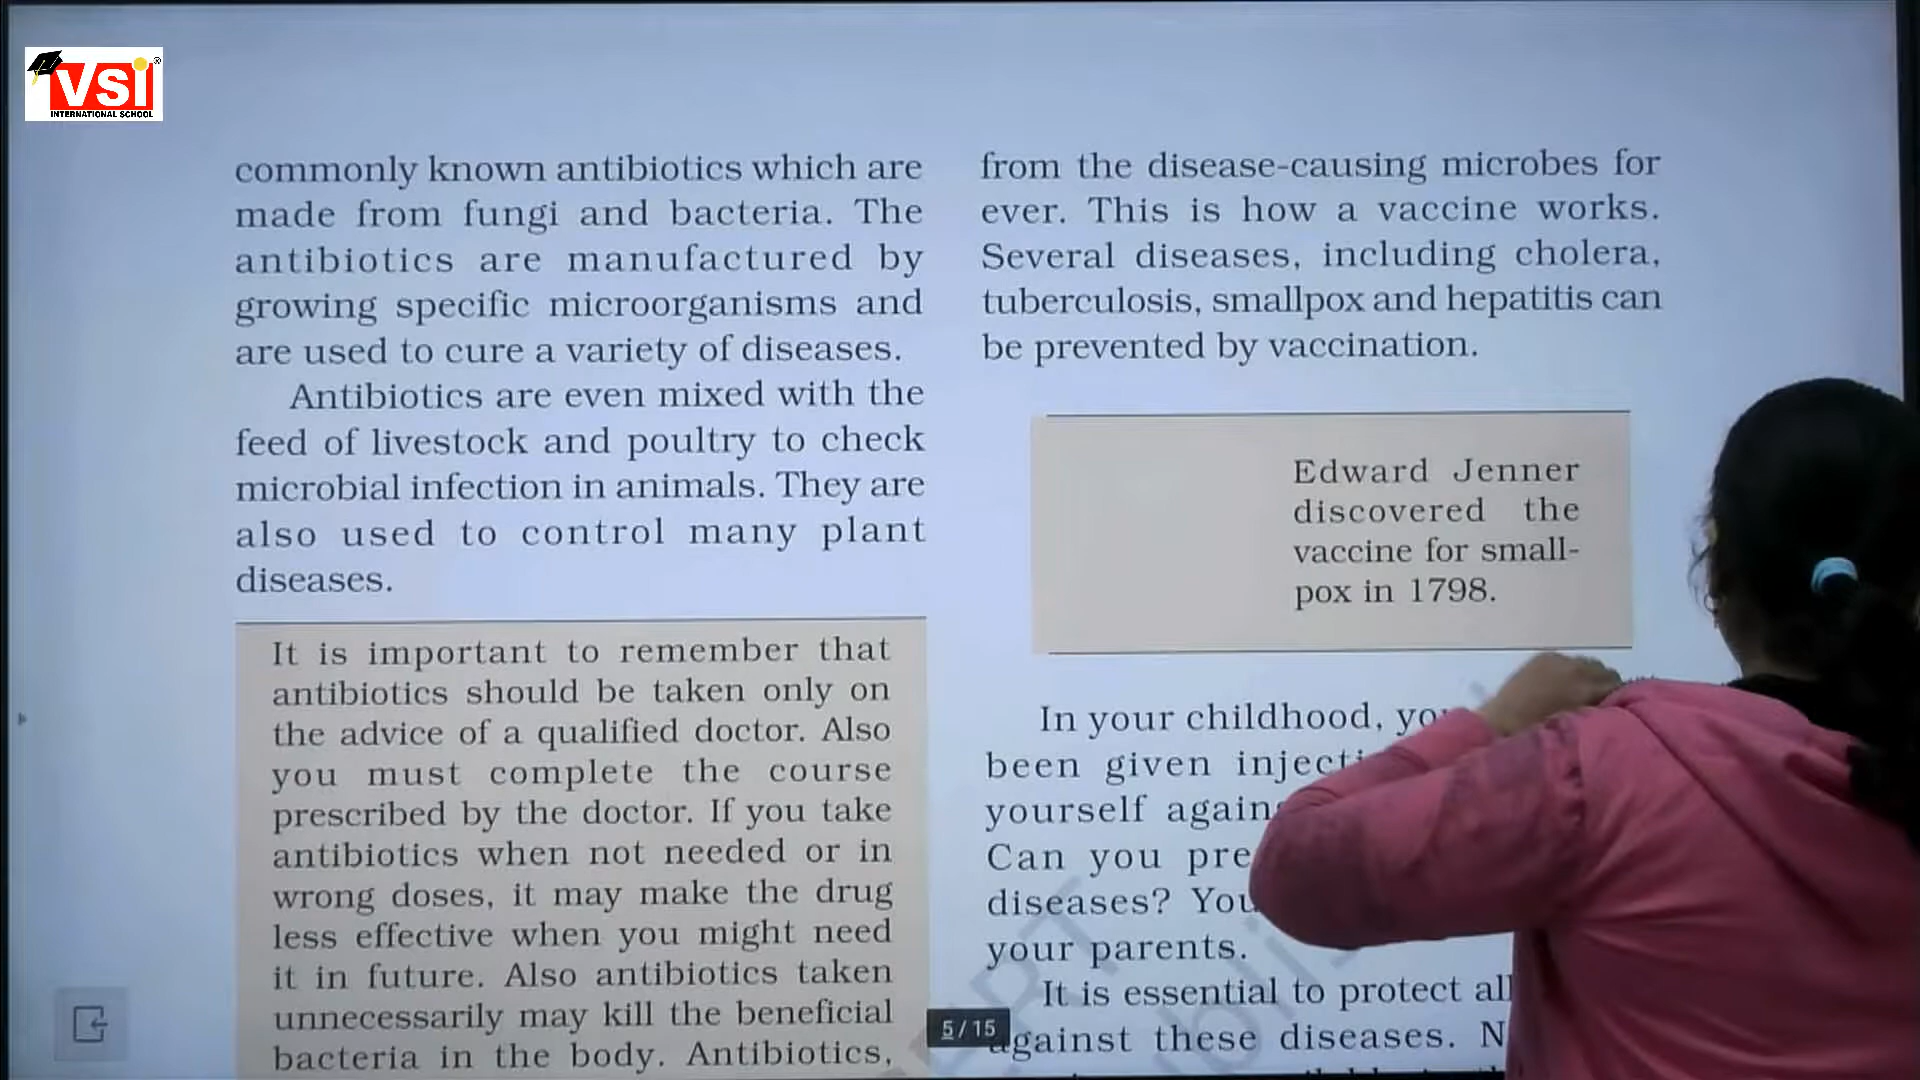 VSI
INTERNATIONAL SCHOOL
commonly known antibiotics which are
made from fungi and bacteria. The
antibiotics are manufactured by
growing specific microorganisms and
are used to cure a variety of diseases.
Antibiotics are even mixed with the
feed of livestock and poultry to check
microbial infection in animals. They are
also used to control many plant
diseases.
It is important to remember that
antibiotics should be taken only on
the advice of a qualified doctor. Also
you must complete the course
prescribed by the doctor. If you take
antibiotics when not needed or in
wrong doses, it may make the drug
less effective when you might need
it in future. Also antibiotics taken
unnecessarily may kill the beneficial
bacteria in the body. Antibiotics,
from the disease-causing microbes for
ever. This is how a vaccine works.
Several diseases, including cholera,
tuberculosis, smallpox and hepatitis can
be prevented by vaccination.
Edward Jenner
discovered the
vaccine for small-
pox in 1798.
In your childhood,
been given
yourself
Can you
diseases?
your parents.
It is essential to protect all
against these diseases.
5/15